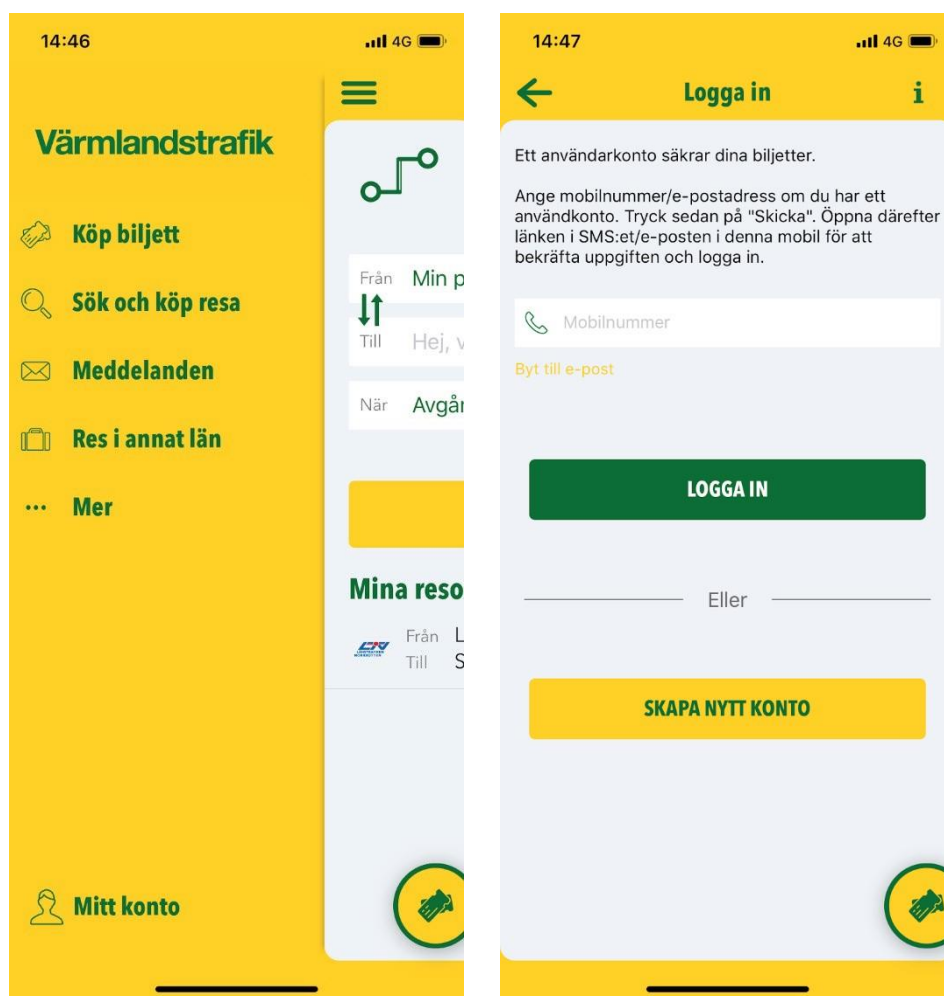 14:46
4G
Värmlandstrafik
Köp biljett
Sök och köp resa
Meddelanden
Res i annat län
Mer
Mitt konto
Från Min p
Till Hej, v
När Avgår
Mina reso
Från L
Till S
14:47
4G
Logga in
i
Ett användarkonto säkrar dina biljetter.
Ange mobilnummer/e-postadress om du har ett
användkonto. Tryck sedan på "Skicka". Öppna därefter
länken i SMS:et/e-posten i denna mobil för att
bekräfta uppgiften och logga in.
Mobilnummer
Byt till e-post
LOGGA IN
Eller
SKAPA NYTT KONTO